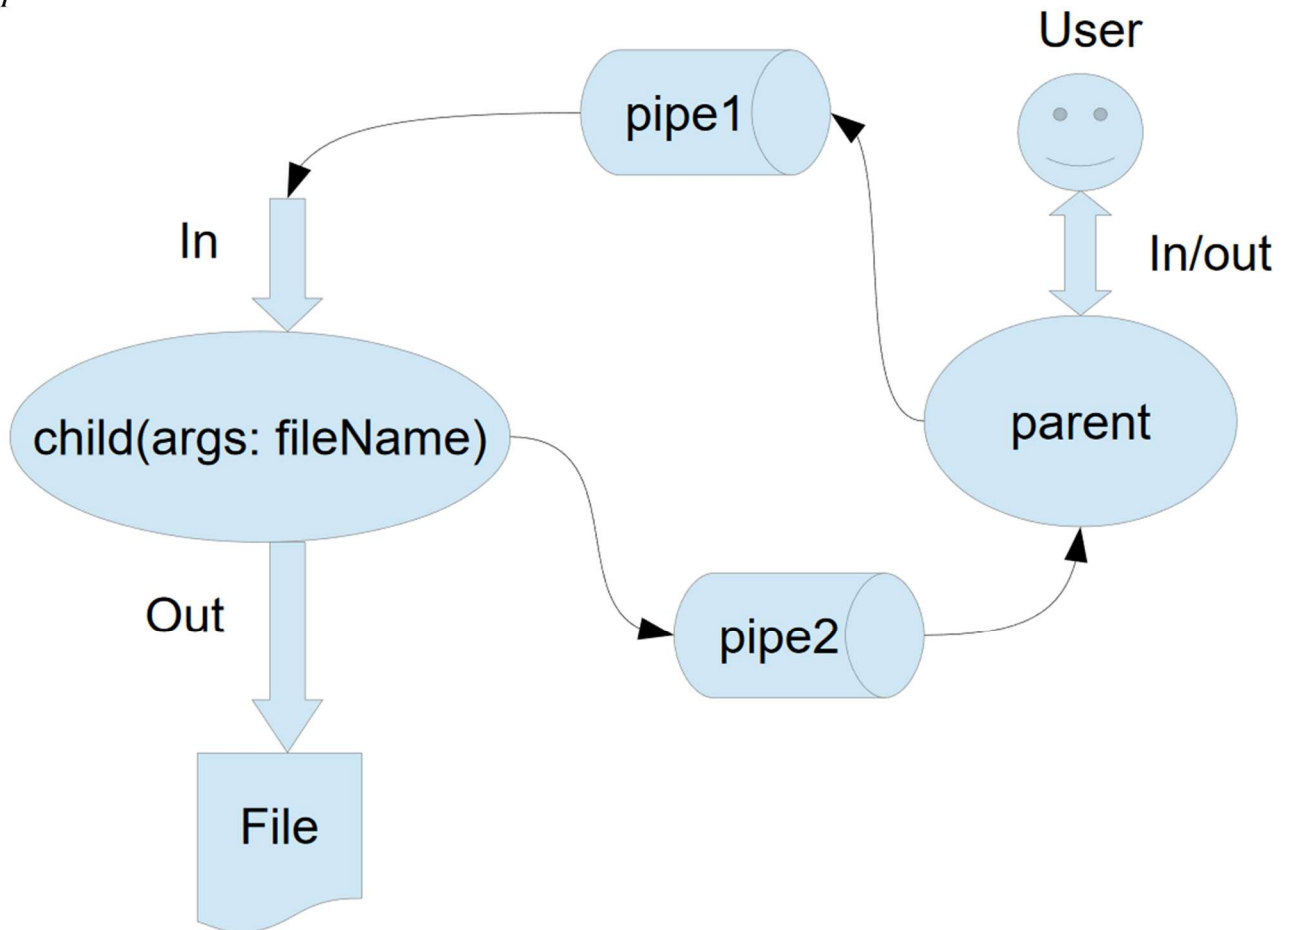 User
pipe1
In
In/out
child(args: fileName)
parent
Out
pipe2
File